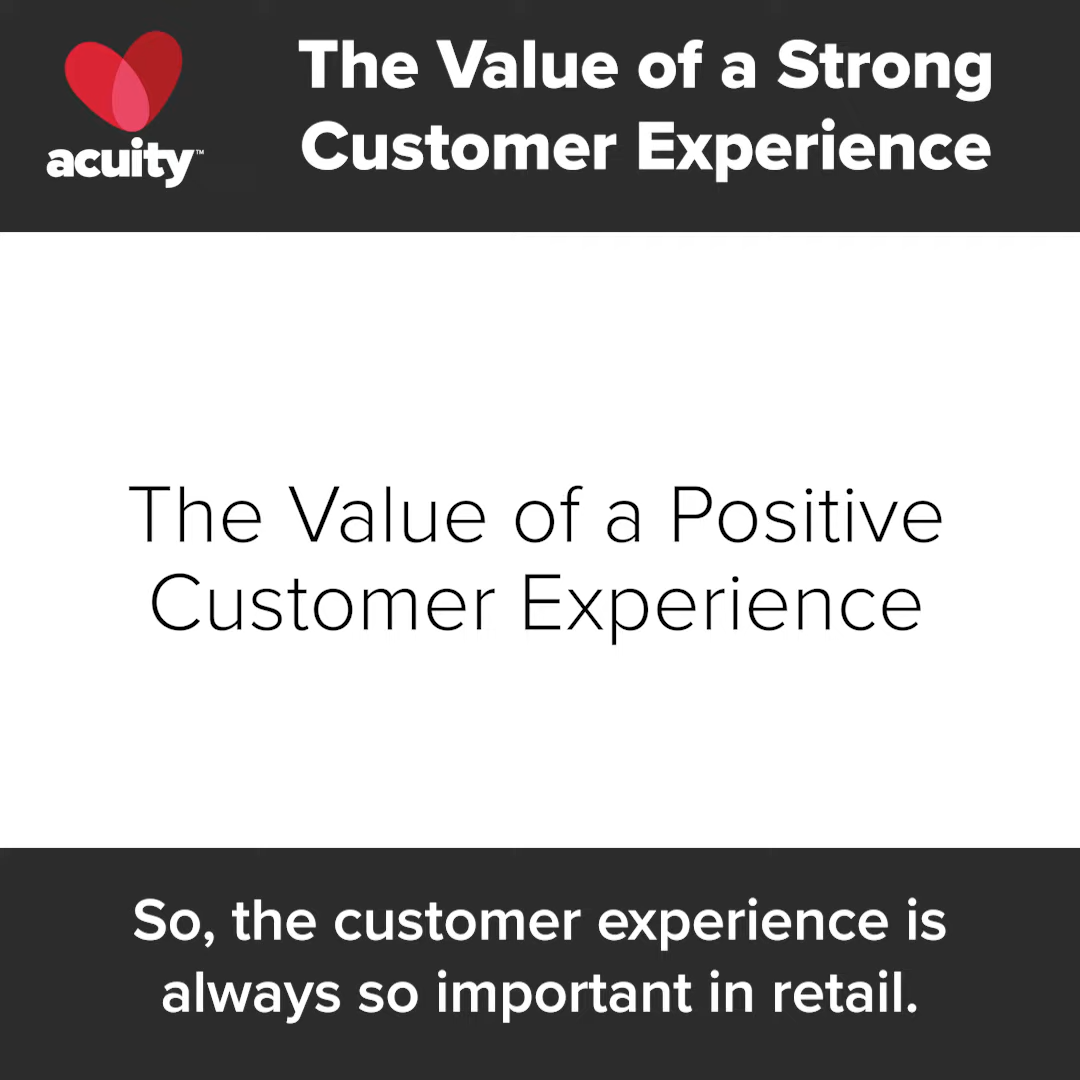 acuity™
The Value of a Strong
Customer Experience
The Value of a Positive
Customer Experience
So, the customer experience is
always so important in retail.